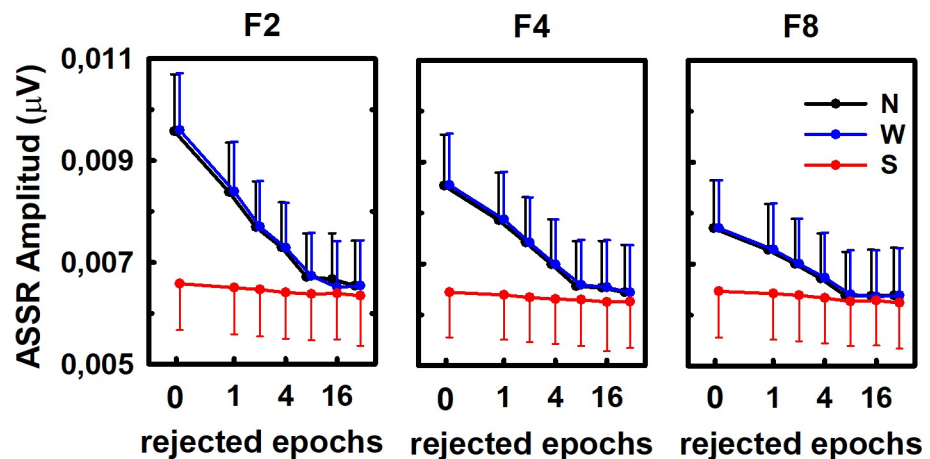 F2 F4 F8
0,011
0,009
0,007
0,005
ASSR Amplitud (μV)
N
W
S
0 1 4 16 0 1 4 16 0 1 4 16
rejected epochs rejected epochs rejected epochs